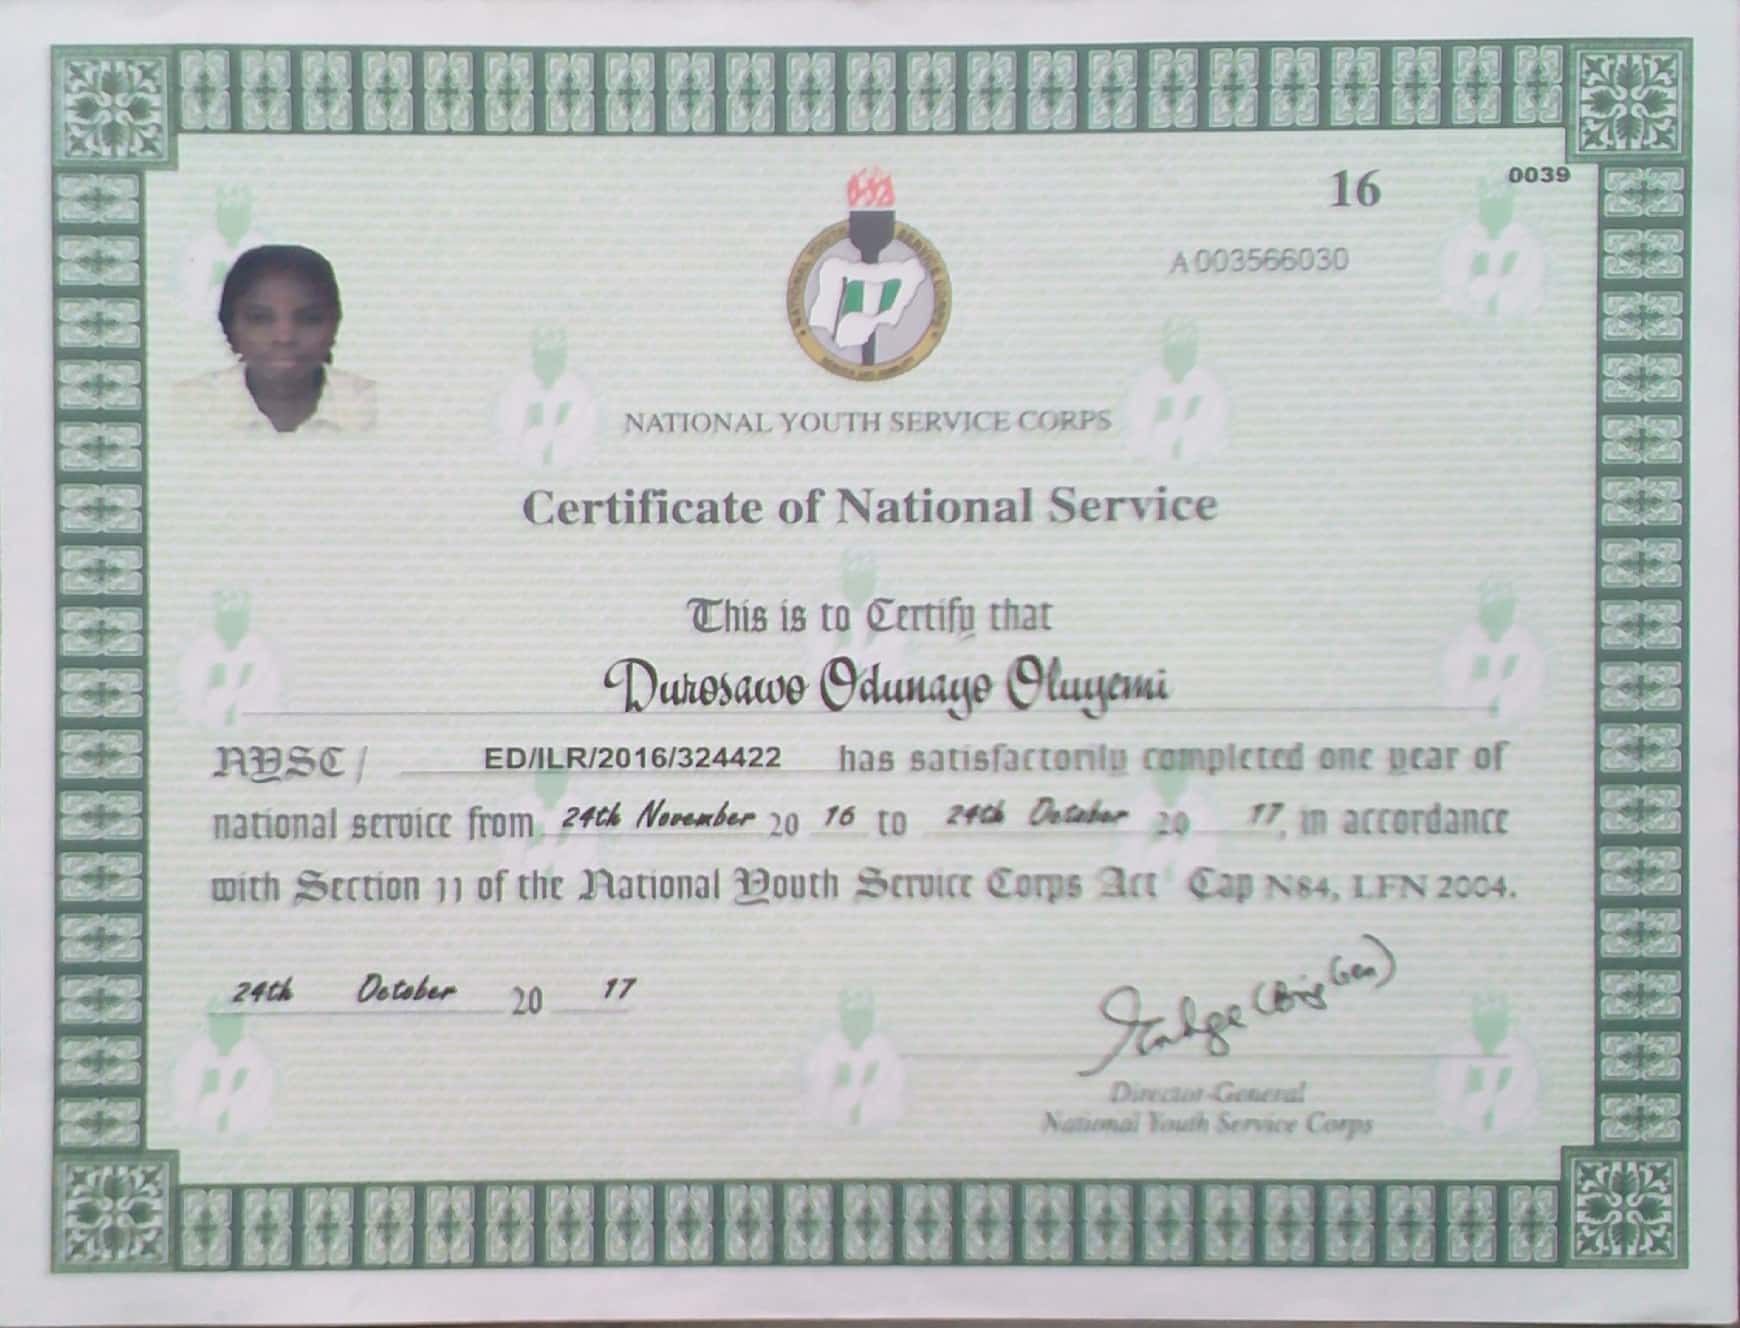 16
0039
A003566030
NATIONAL YOUTH SERVICE CORPS
Certificate of National Service
This is to Certify that
Durosawo Odunayo Oluyemi
NYSC / ED/ILR/2016/324422 has satisfactorily completed one year of
national service from 24th November 20 16 to 24th October 20 17, in accordance
with Section 11 of the National Youth Service Corps Act Cap N84, LFN 2004.
24th October 20 17
(Brig Gen)
Director-General
National Youth Service Corps